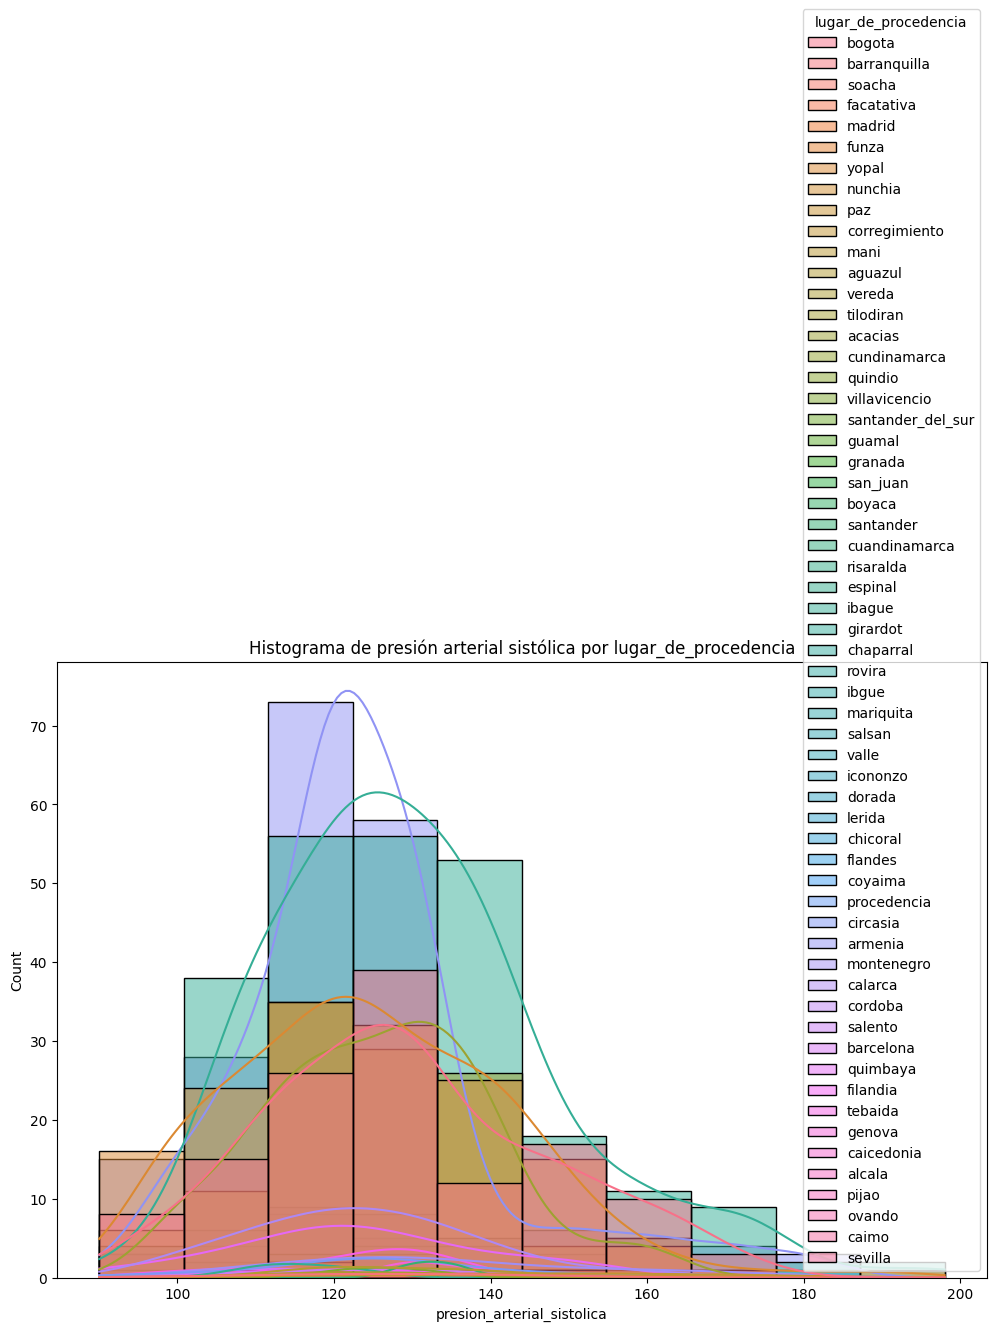 lugar_de_procedencia
bogota
barranquilla
soacha
facatativa
madrid
funza
yopal
nunchia
paz
corregimiento
mani
aguazul
vereda
tilodiran
acacias
cundinamarca
quindio
villavicencio
santander_del_sur
guamal
granada
san_juan
boyaca
santander
cuandinamarca
risaralda
espinal
ibague
girardot
chaparral
rovira
ibgue
mariquita
salsan
valle
icononzo
dorada
lerida
chicoral
flandes
coyaima
procedencia
circasia
armenia
montenegro
calarca
cordoba
salento
barcelona
quimbaya
filandia
tebaida
genova
caicedonia
alcala
pijao
ovando
caimo
sevilla
Histograma de presión arterial sistólica por lugar_de_procedencia
Count
70
60
50
40
30
20
10
0
100 120 140 160 180 200
presion_arterial_sistolica